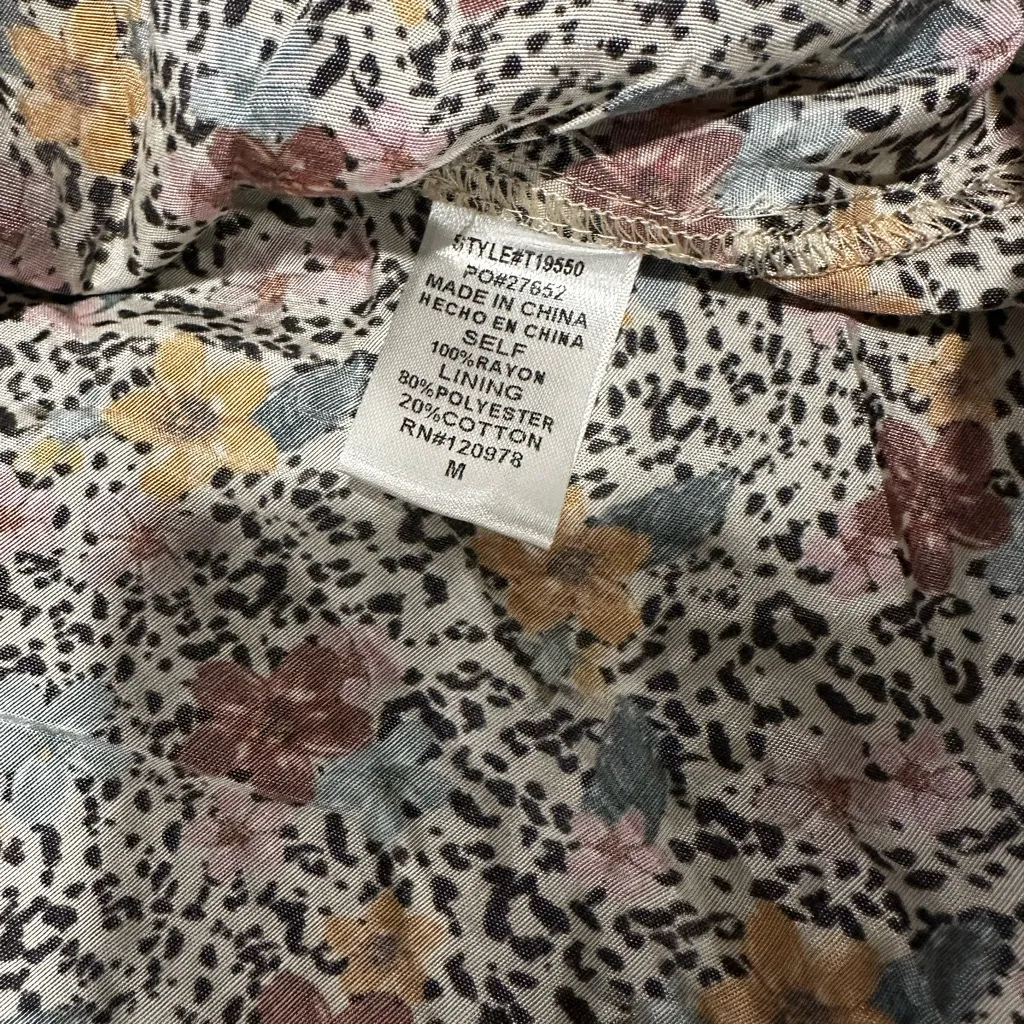 STYLE#T19550
PO#27652
MADE IN CHINA
HECHO EN CHINA
SELF
100%RAYON
LINING
80%POLYESTER
20%COTTON
RN#120978
M